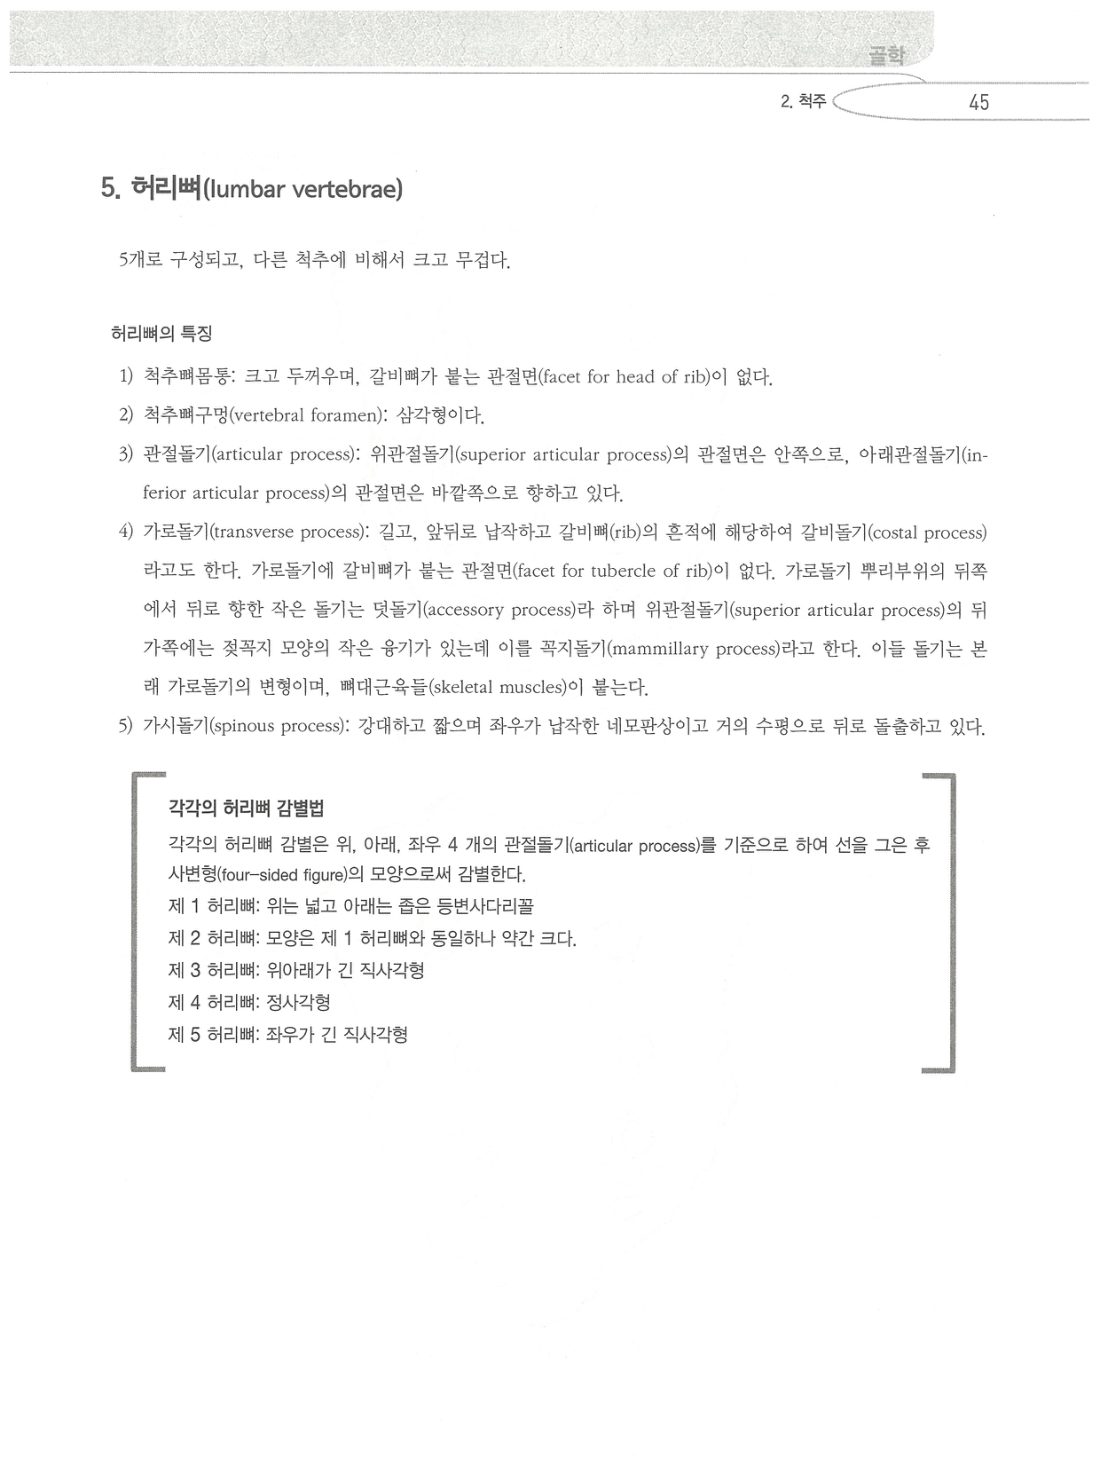 골학
2. 척주
45
5. 허리뼈(lumbar vertebrae)
5개로 구성되고, 다른 척추에 비해서 크고 무겁다.
허리뼈의 특징
1) 척추뼈몸통: 크고 두꺼우며, 갈비뼈가 붙는 관절면(facet for head of rib)이 없다.
2) 척추뼈구멍(vertebral foramen): 삼각형이다.
3) 관절돌기(articular process): 위관절돌기(superior articular process)의 관절면은 안쪽으로, 아래관절돌기(in-
ferior articular process)의 관절면은 바깥쪽으로 향하고 있다.
4) 가로돌기(transverse process): 길고, 앞뒤로 납작하고 갈비뼈(rib)의 흔적에 해당하여 갈비돌기(costal process)
라고도 한다. 가로돌기에 갈비뼈가 붙는 관절면(facet for tubercle of rib)이 없다. 가로돌기 뿌리부위의 뒤쪽
에서 뒤로 향한 작은 돌기는 덧돌기(accessory process)라 하며 위관절돌기(superior articular process)의 뒤
가쪽에는 젖꼭지 모양의 작은 융기가 있는데 이를 꼭지돌기(mammillary process)라고 한다. 이들 돌기는 본
래 가로돌기의 변형이며, 뼈대근육들(skeletal muscles)이 붙는다.
5) 가시돌기(spinous process): 강대하고 짧으며 좌우가 납작한 네모판상이고 거의 수평으로 뒤로 돌출하고 있다.
각각의 허리뼈 감별법
각각의 허리뼈 감별은 위, 아래, 좌우 4 개의 관절돌기(articular process)를 기준으로 하여 선을 그은 후
사변형(four-sided figure)의 모양으로써 감별한다.
제 1 허리뼈: 위는 넓고 아래는 좁은 등변사다리꼴
제 2 허리뼈: 모양은 제 1 허리뼈와 동일하나 약간 크다.
제 3 허리뼈: 위아래가 긴 직사각형
제 4 허리뼈: 정사각형
제 5 허리뼈: 좌우가 긴 직사각형